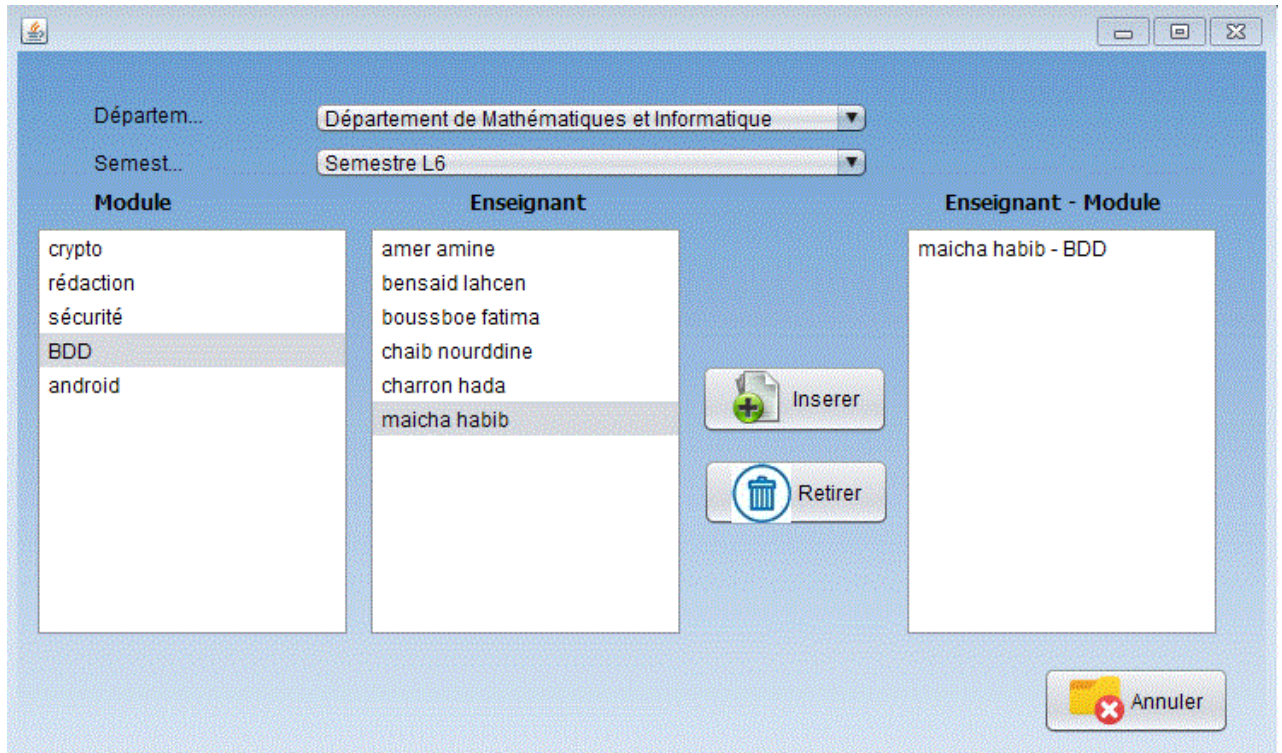 Départem...
Département de Mathématiques et Informatique
Semest...
Semestre L6
Module
Enseignant
Enseignant - Module
crypto
rédaction
sécurité
BDD
android
amer amine
bensaid lahcen
boussboe fatima
chaib nourddine
charron hada
maicha habib
Inserer
Retirer
maicha habib - BDD
Annuler